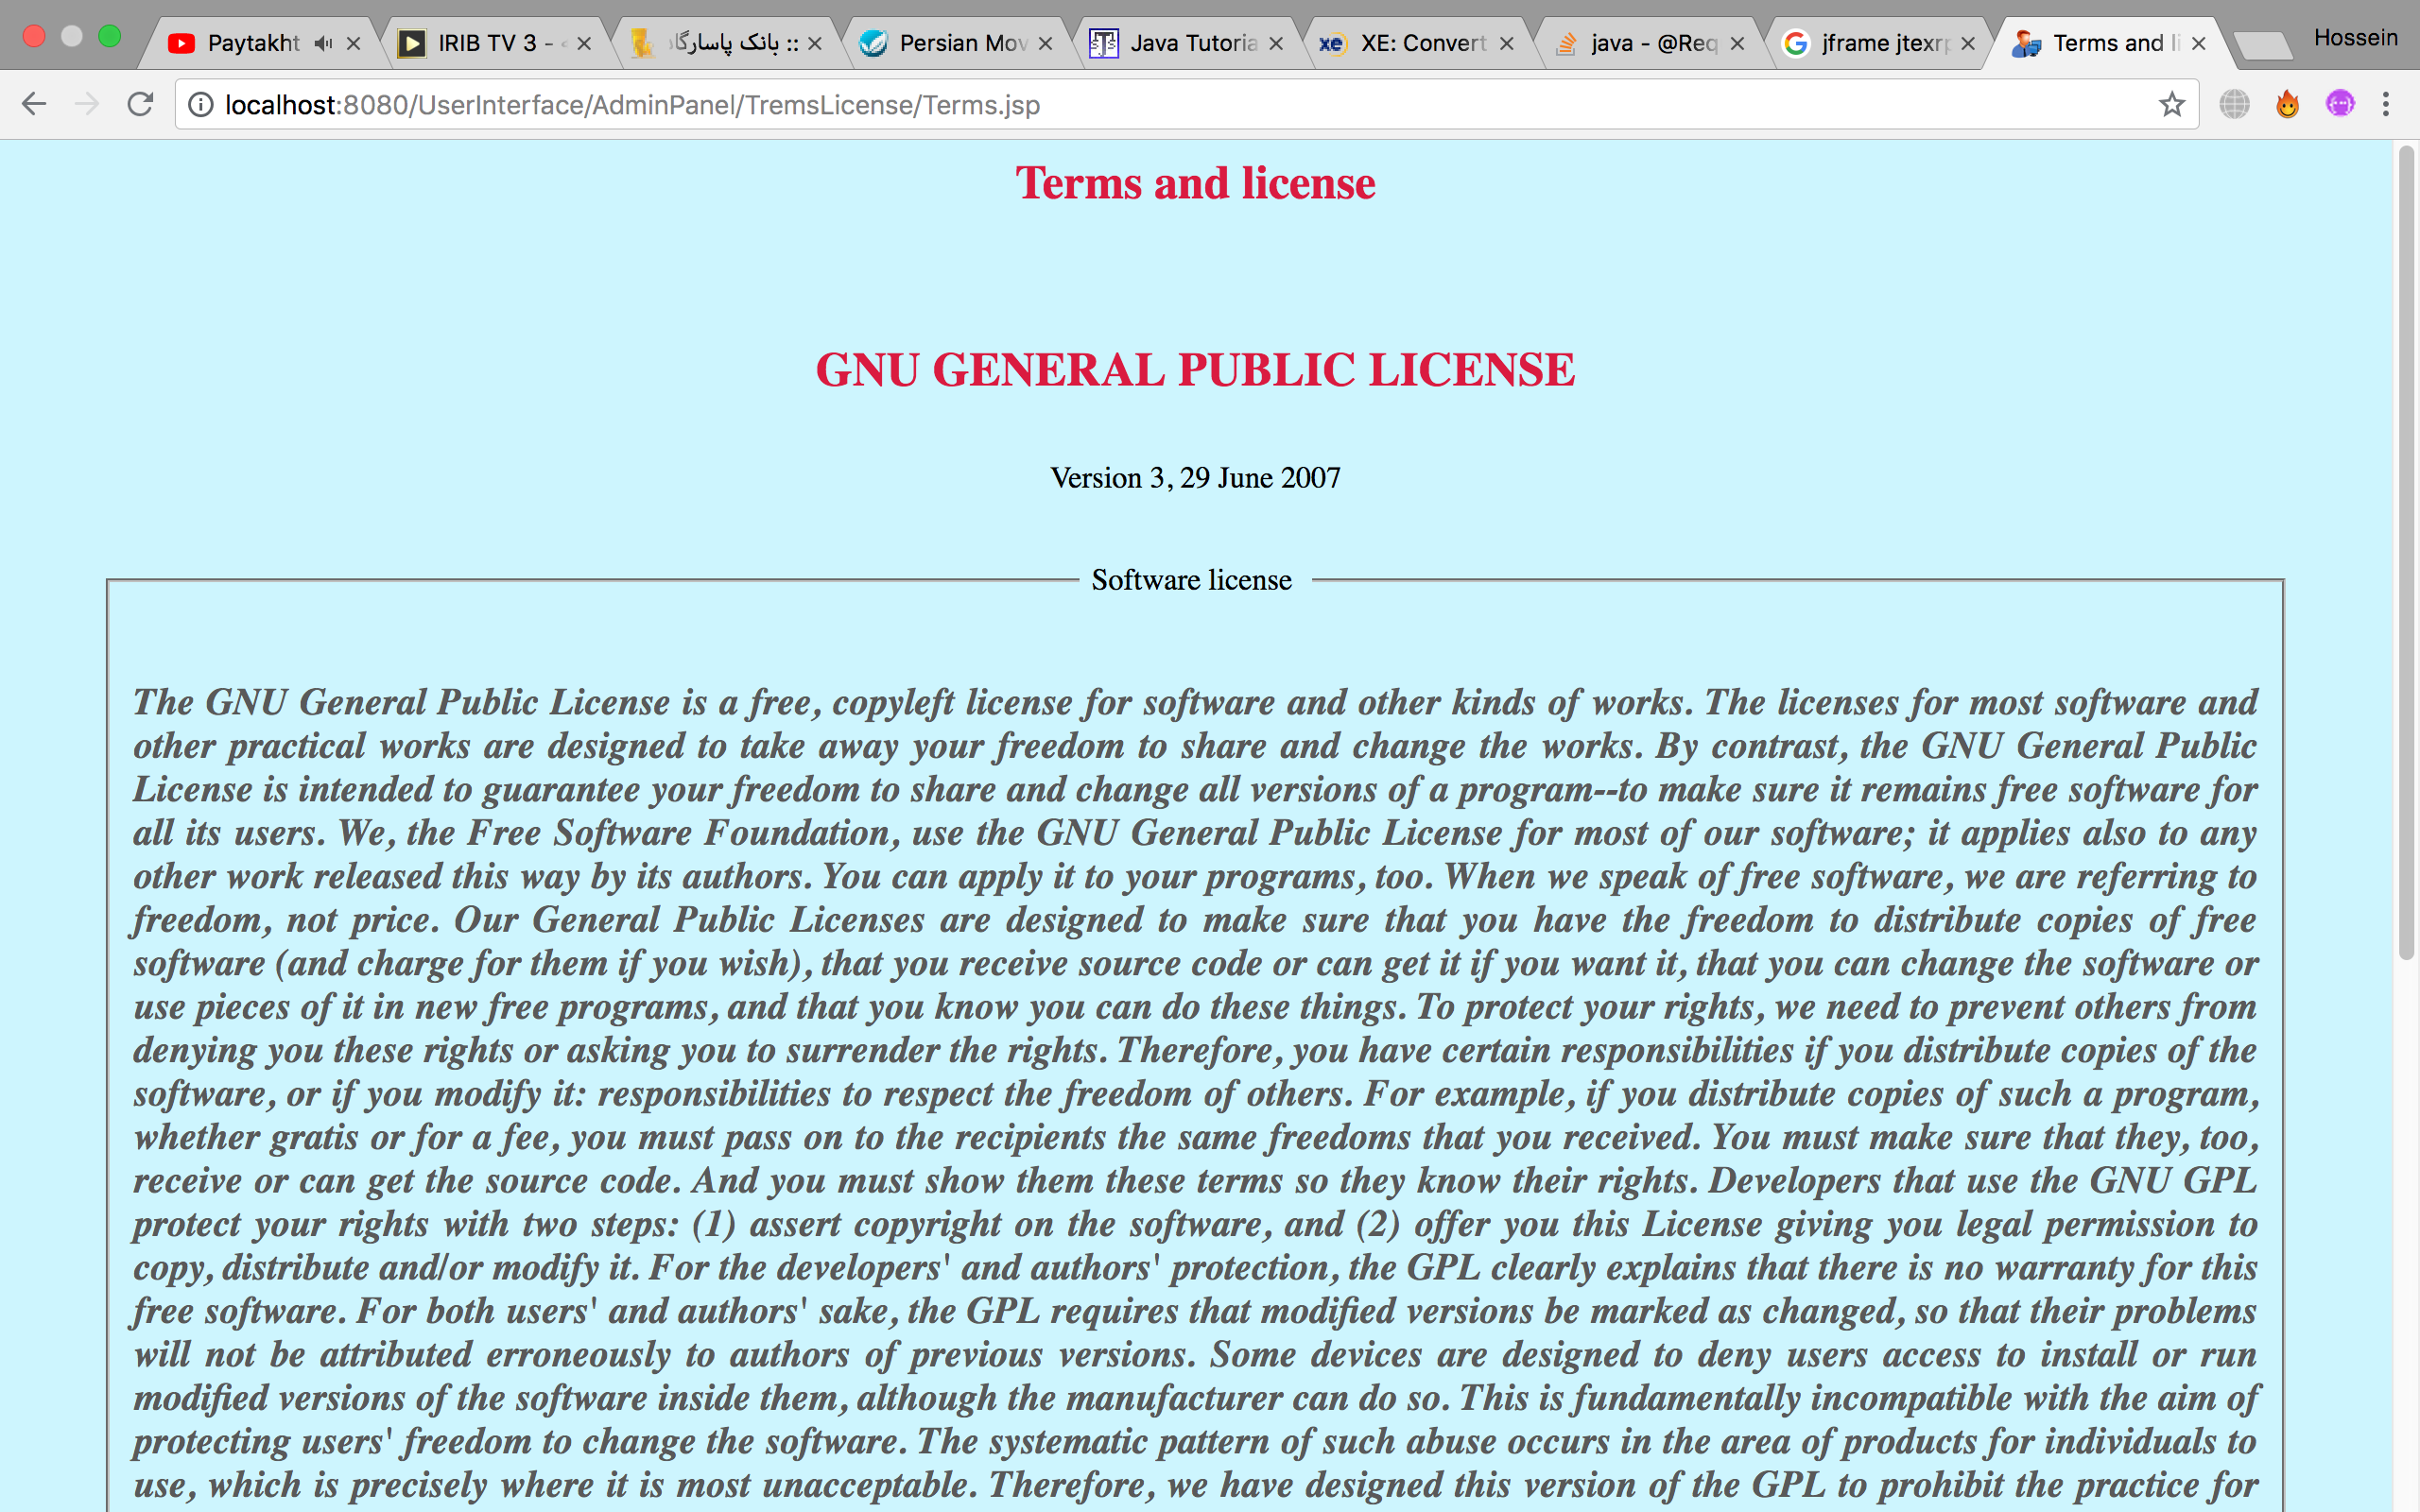 Paytakht
IRIB TV 3 -
بانک پاسارگا ::
Persian Mov
Java Tutoria
XE: Convert
java - @Req
jframe jtexrp
Terms and li
Hossein
localhost:8080/UserInterface/AdminPanel/TremsLicense/Terms.jsp
Terms and license
GNU GENERAL PUBLIC LICENSE
Version 3, 29 June 2007
Software license
The GNU General Public License is a free, copyleft license for software and other kinds of works. The licenses for most software and
other practical works are designed to take away your freedom to share and change the works. By contrast, the GNU General Public
License is intended to guarantee your freedom to share and change all versions of a program--to make sure it remains free software for
all its users. We, the Free Software Foundation, use the GNU General Public License for most of our software; it applies also to any
other work released this way by its authors. You can apply it to your programs, too. When we speak of free software, we are referring to
freedom, not price. Our General Public Licenses are designed to make sure that you have the freedom to distribute copies of free
software (and charge for them if you wish), that you receive source code or can get it if you want it, that you can change the software or
use pieces of it in new free programs, and that you know you can do these things. To protect your rights, we need to prevent others from
denying you these rights or asking you to surrender the rights. Therefore, you have certain responsibilities if you distribute copies of the
software, or if you modify it: responsibilities to respect the freedom of others. For example, if you distribute copies of such a program,
whether gratis or for a fee, you must pass on to the recipients the same freedoms that you received. You must make sure that they, too,
receive or can get the source code. And you must show them these terms so they know their rights. Developers that use the GNU GPL
protect your rights with two steps: (1) assert copyright on the software, and (2) offer you this License giving you legal permission to
copy, distribute and/or modify it. For the developers' and authors' protection, the GPL clearly explains that there is no warranty for this
free software. For both users' and authors' sake, the GPL requires that modified versions be marked as changed, so that their problems
will not be attributed erroneously to authors of previous versions. Some devices are designed to deny users access to install or run
modified versions of the software inside them, although the manufacturer can do so. This is fundamentally incompatible with the aim of
protecting users' freedom to change the software. The systematic pattern of such abuse occurs in the area of products for individuals to
use, which is precisely where it is most unacceptable. Therefore, we have designed this version of the GPL to prohibit the practice for